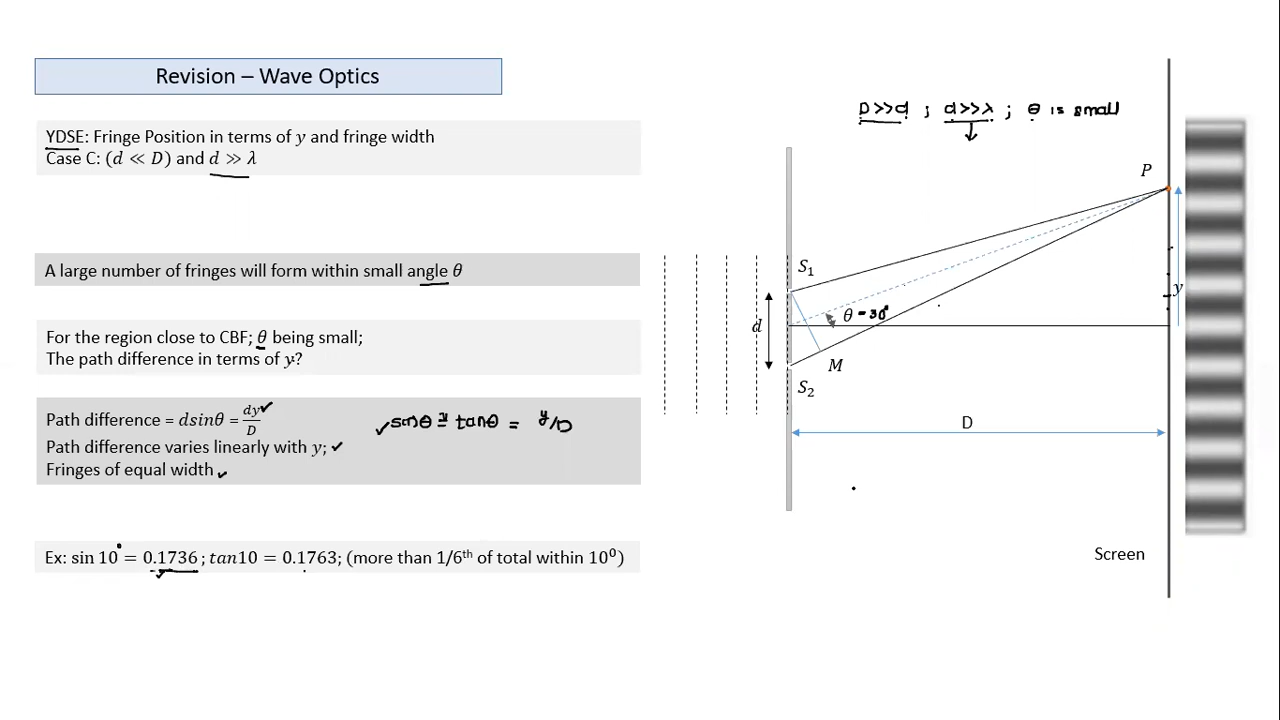 Revision – Wave Optics
YDSE: Fringe Position in terms of y and fringe width
Case C: (d ≪ D) and d ≫ λ
A large number of fringes will form within small angle θ
For the region close to CBF; θ being small;
The path difference in terms of y?
Path difference = dsinθ = dy/D
sinθ ≅ tanθ = y/D
Path difference varies linearly with y;
Fringes of equal width
Ex: sin 10° = 0.1736 ; tan10 = 0.1763; (more than 1/6th of total within 10⁰)
D>>d ; d>>λ ; θ is small
P
S₁
y
θ = 30°
d
M
S₂
D
Screen